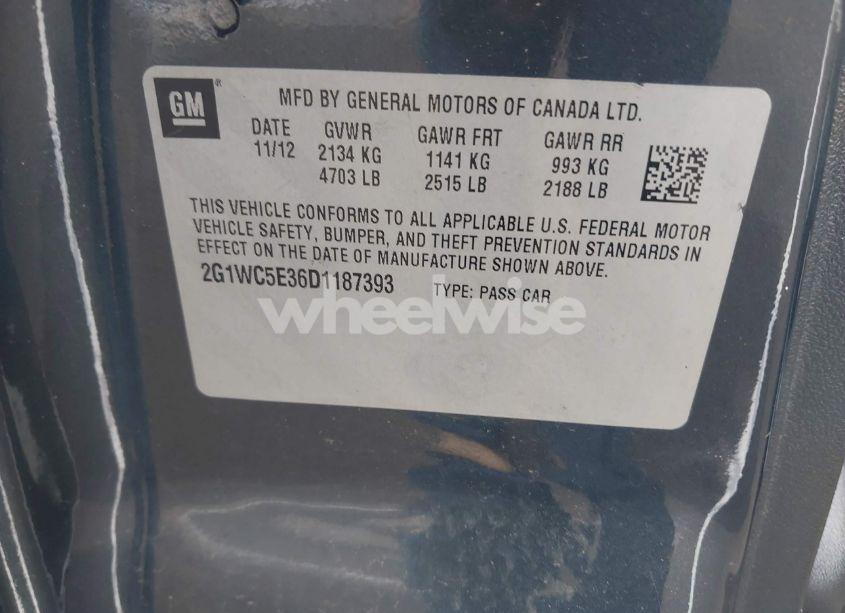 GM
MFD BY GENERAL MOTORS OF CANADA LTD.
DATE GVWR GAWR FRT GAWR RR
11/12 2134 KG 1141 KG 993 KG
4703 LB 2515 LB 2188 LB
THIS VEHICLE CONFORMS TO ALL APPLICABLE U.S. FEDERAL MOTOR
VEHICLE SAFETY, BUMPER, AND THEFT PREVENTION STANDARDS IN
EFFECT ON THE DATE OF MANUFACTURE SHOWN ABOVE.
2G1WC5E36D1187393 TYPE: PASS CAR
wheelwise